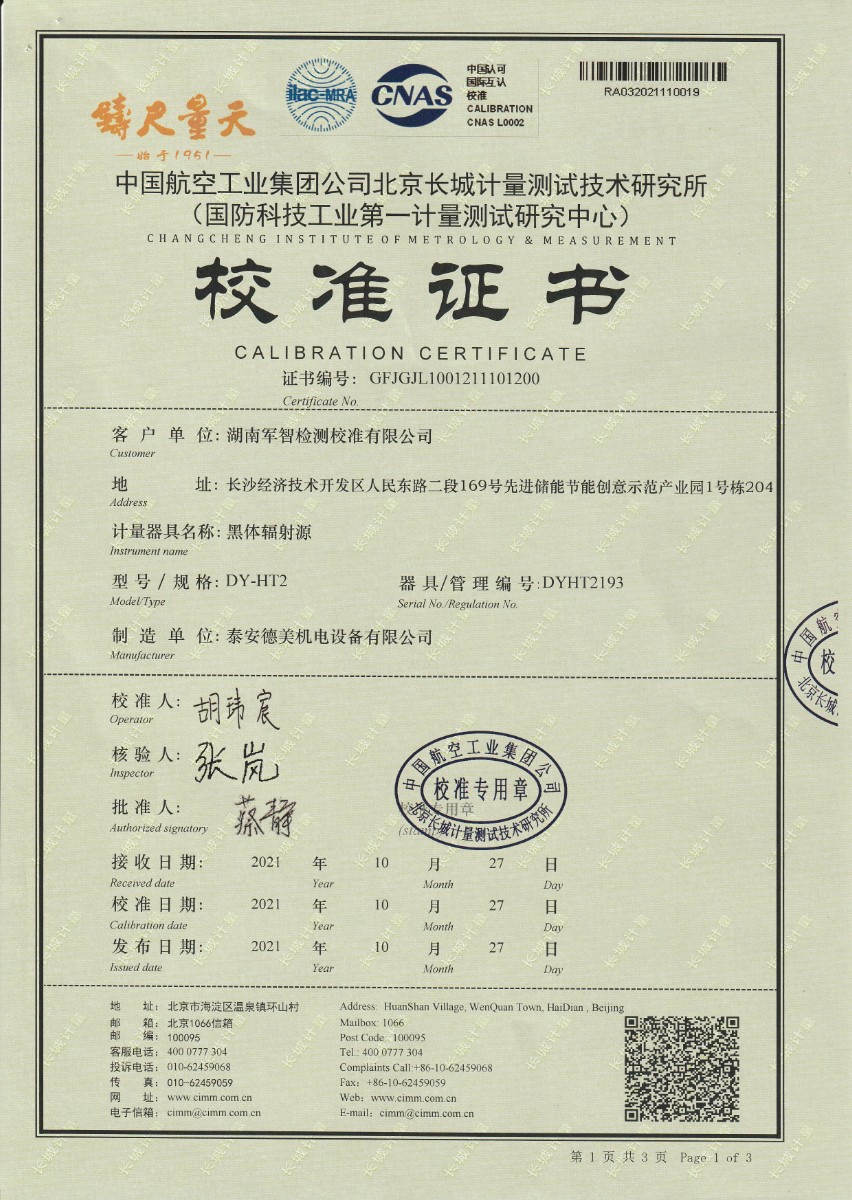 鑄尺量天
始于1951
ilac-MRA
CNAS
中国认可
国际互认
校准
CALIBRATION
CNAS L0002
RA032021110019
中国航空工业集团公司北京长城计量测试技术研究所
(国防科技工业第一计量测试研究中心)
CHANGCHENG INSTITUTE OF METROLOGY & MEASUREMENT
校准证书
CALIBRATION CERTIFICATE
证书编号: GFJGJL1001211101200
Certificate No.
客户单位: 湖南军智检测校准有限公司
Customer
地址: 长沙经济技术开发区人民东路二段169号先进储能节能创意示范产业园1号栋204
Address
计量器具名称: 黑体辐射源
Instrument name
型号/规格: DY-HT2 器具/管理编号:DYHT2193
Model/Type Serial No./Regulation No.
制造单位: 泰安德美机电设备有限公司
Manufacturer
校准人: 胡玮宸
Operator
核验人: 张岚
Inspector
批准人: 蔡静
Authorized signatory
中国航空工业集团公司
校准专用章
北京长城计量测试技术研究所
接收日期: 2021 年 10 月 27 日
Received date Year Month Day
校准日期: 2021 年 10 月 27 日
Calibration date Year Month Day
发布日期: 2021 年 10 月 27 日
Issued date Year Month Day
地址: 北京市海淀区温泉镇环山村 Address: HuanShan Village, WenQuan Town, HaiDian , Beijing
邮箱: 北京1066信箱 Mailbox: 1066
邮编: 100095 Post Code: 100095
客服电话: 400 0777 304 Tel.: 400 0777 304
投诉电话: 010-62459068 Complaints Call:+86-10-62459068
传真: 010-62459059 Fax: +86-10-62459059
网址: www.cimm.com.cn Web: www.cimm.com.cn
电子信箱: cimm@cimm.com.cn E-mail: cimm@cimm.com.cn
第 1 页 共 3 页 Page 1 of 3